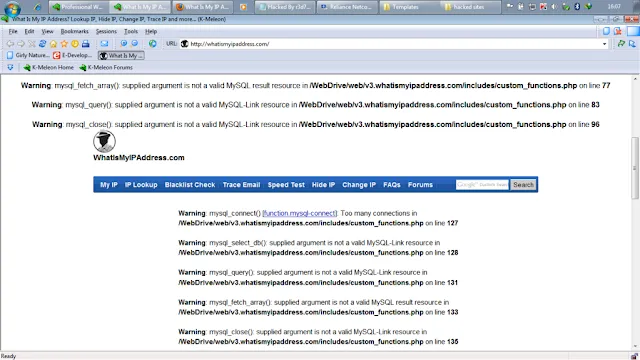 Professional W
What Is My IP A
What Is My IP A
Hacked By c3d7
Reliance Netco
Templates
hacked sites
16:07
What Is My IP Address? Lookup IP, Hide IP, Change IP, Trace IP and more... (K-Meleon)
File Edit View Go Bookmarks Sessions Tools Help
URL: http://whatismyipaddress.com/
Girly Nature
E-Develop...
What Is My ...
K-Meleon Home
K-Meleon Forums
Warning: mysql_fetch_array(): supplied argument is not a valid MySQL result resource in /WebDrive/web/v3.whatismyipaddress.com/includes/custom_functions.php on line 77
Warning: mysql_query(): supplied argument is not a valid MySQL-Link resource in /WebDrive/web/v3.whatismyipaddress.com/includes/custom_functions.php on line 83
Warning: mysql_close(): supplied argument is not a valid MySQL-Link resource in /WebDrive/web/v3.whatismyipaddress.com/includes/custom_functions.php on line 96
WhatIsMyIPAddress.com
My IP IP Lookup Blacklist Check Trace Email Speed Test Hide IP Change IP FAQs Forums Search
Warning: mysql_connect() [function.mysql-connect]: Too many connections in
/WebDrive/web/v3.whatismyipaddress.com/includes/custom_functions.php on line 127
Warning: mysql_select_db(): supplied argument is not a valid MySQL-Link resource in
/WebDrive/web/v3.whatismyipaddress.com/includes/custom_functions.php on line 128
Warning: mysql_query(): supplied argument is not a valid MySQL-Link resource in
/WebDrive/web/v3.whatismyipaddress.com/includes/custom_functions.php on line 131
Warning: mysql_fetch_array(): supplied argument is not a valid MySQL result resource in
/WebDrive/web/v3.whatismyipaddress.com/includes/custom_functions.php on line 133
Warning: mysql_close(): supplied argument is not a valid MySQL-Link resource in
/WebDrive/web/v3.whatismyipaddress.com/includes/custom_functions.php on line 135
Ready